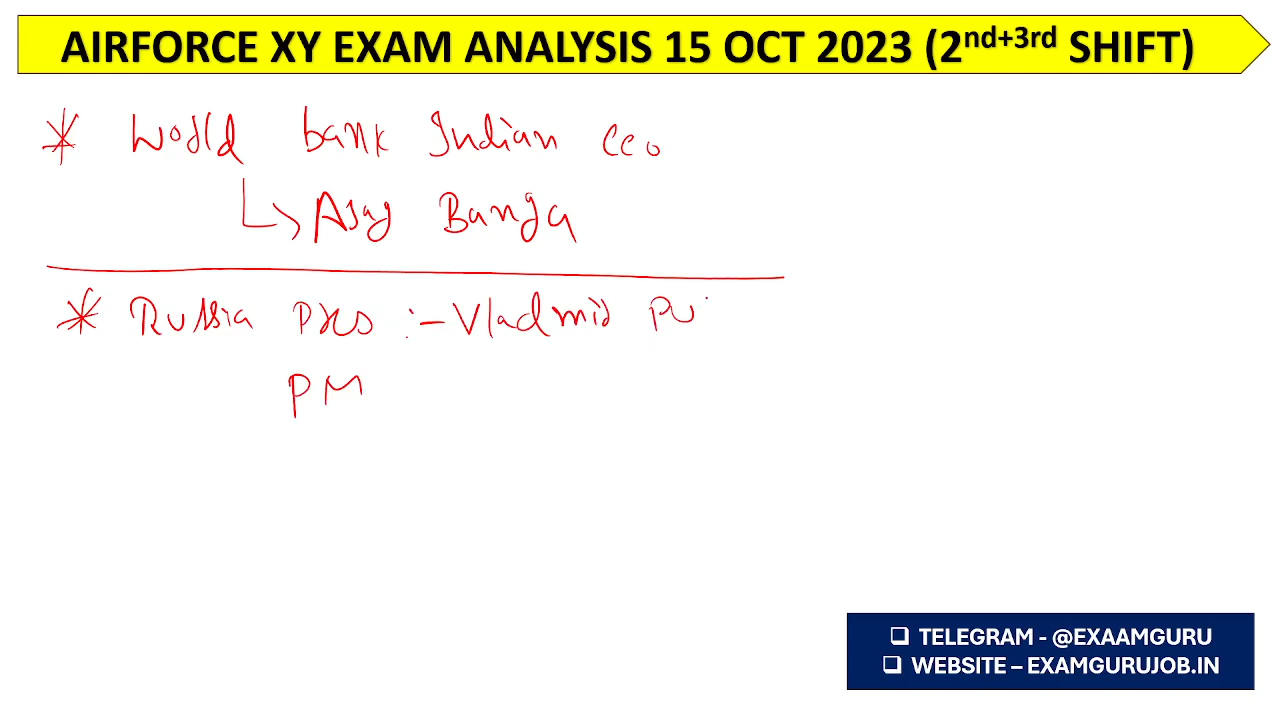 AIRFORCE XY EXAM ANALYSIS 15 OCT 2023 (2nd+3rd SHIFT)
* World bank Indian Ceo
↳ Ajay Banga
* Russia Pres :- Vladmir Pu
PM
❑ TELEGRAM - @EXAAMGURU
❑ WEBSITE – EXAMGURUJOB.IN